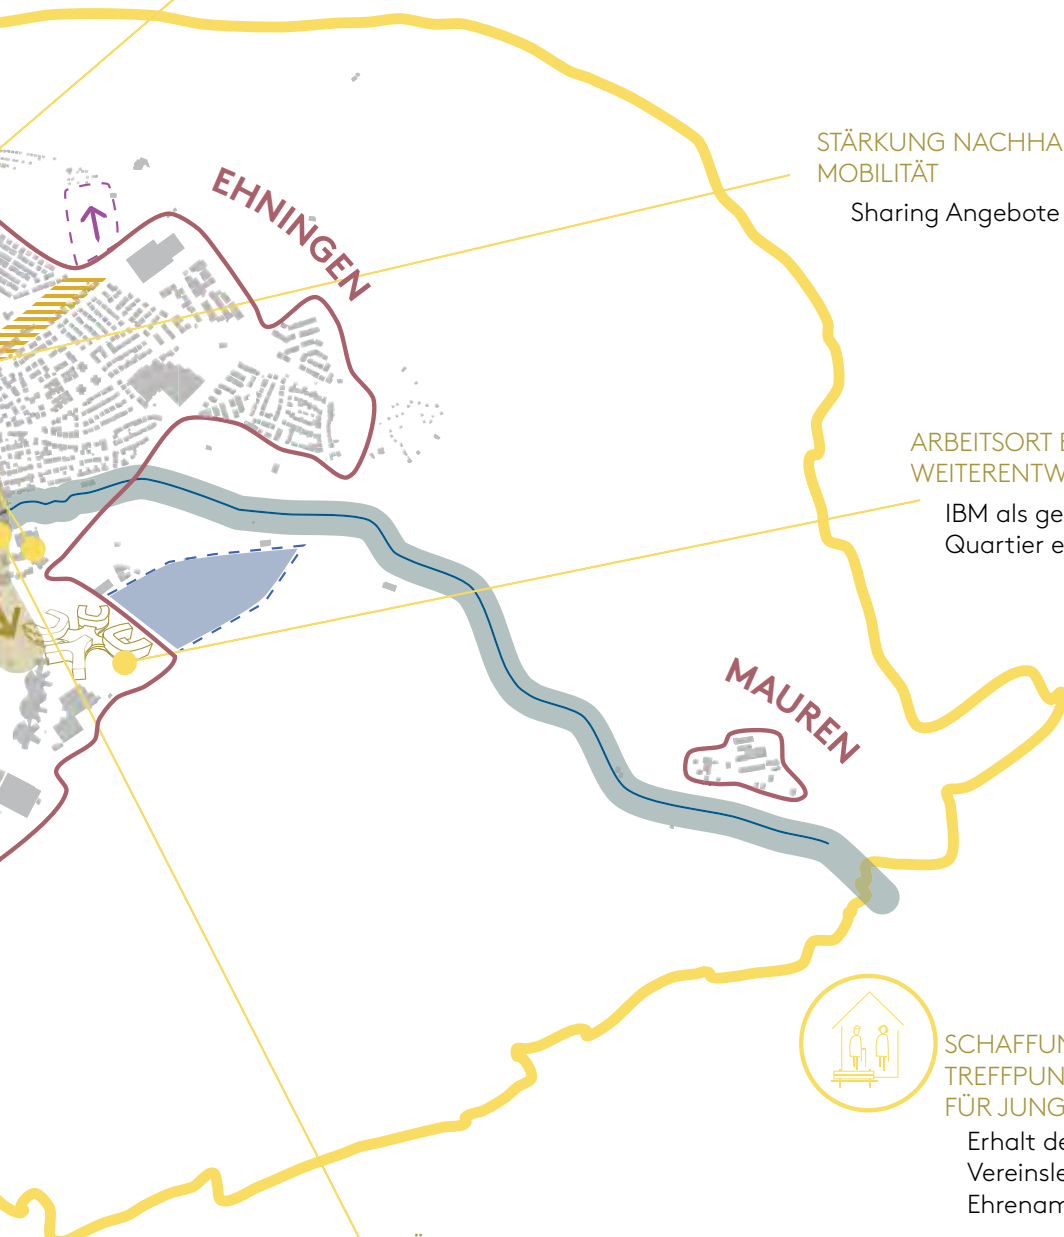 STÄRKUNG NACHHA
MOBILITÄT
Sharing Angebote
EHNINGEN
ARBEITSORT
WEITERENTW
IBM als ge
Quartier e
MAUREN
SCHAFFUN
TREFFPUN
FÜR JUNG
Erhalt de
Vereinsle
Ehrenam